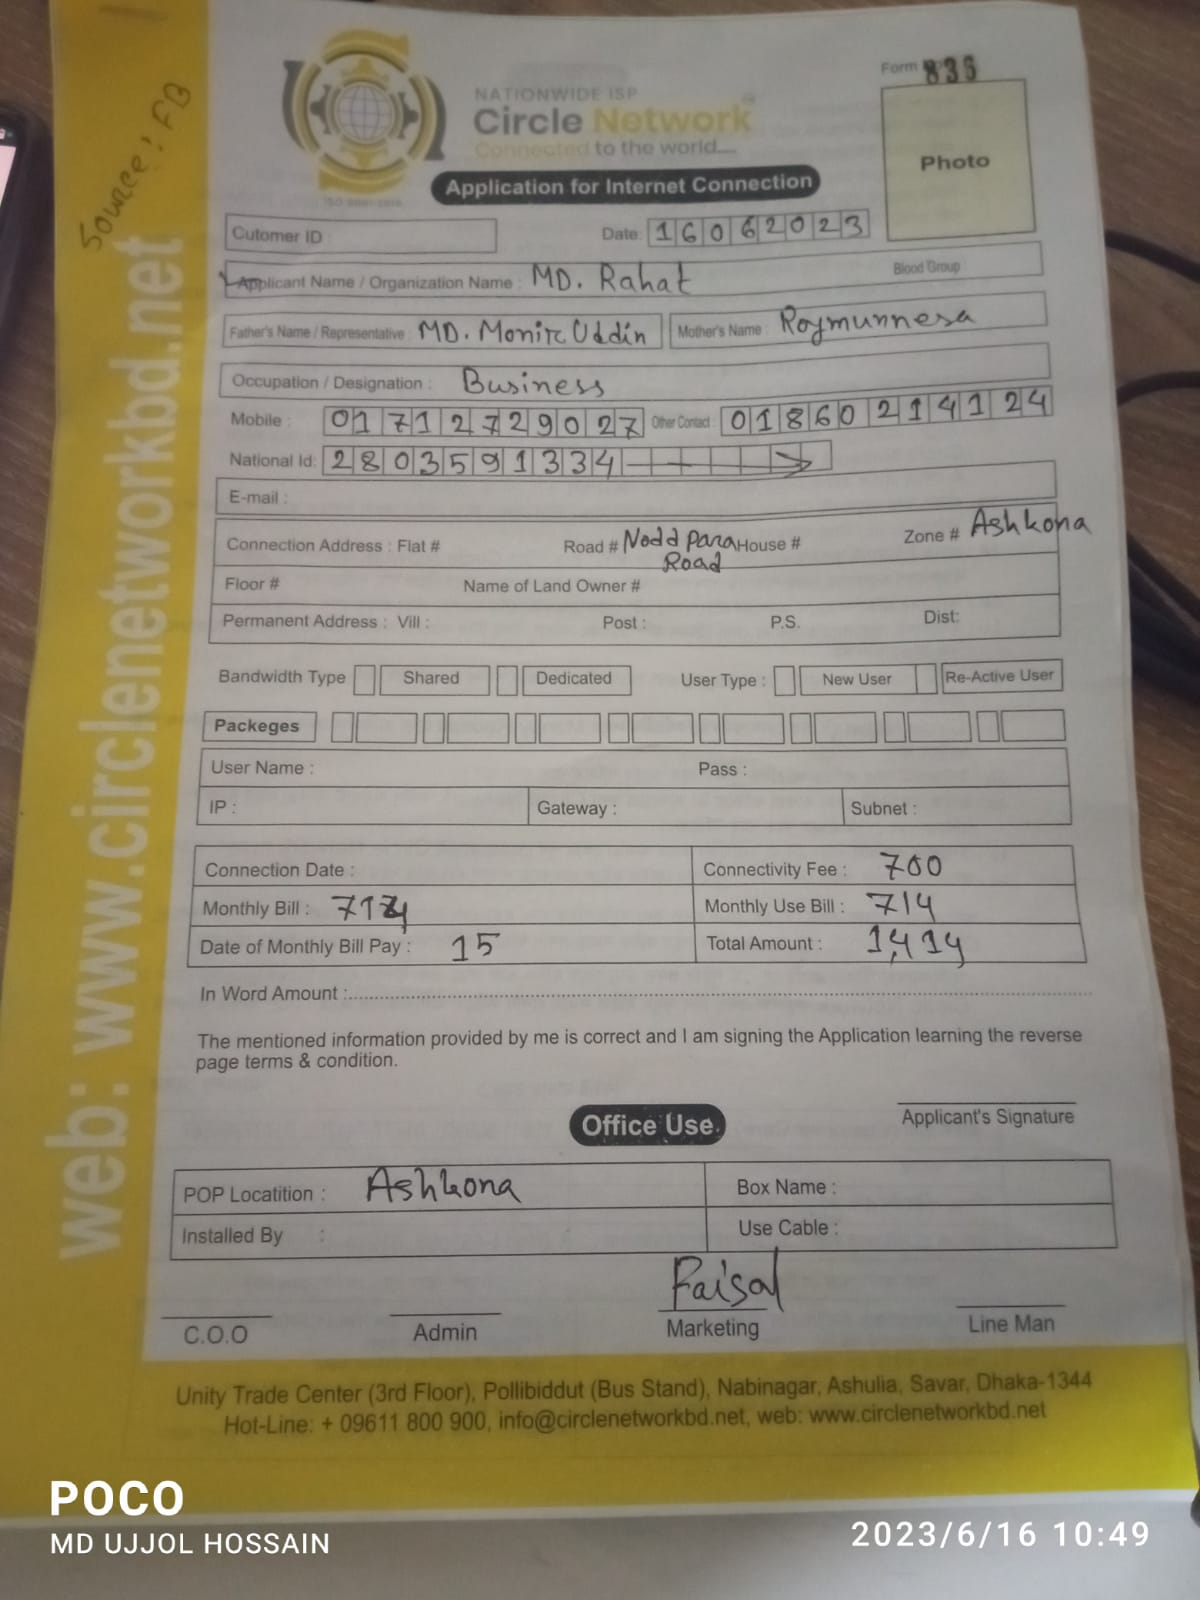 Form 836
Source: FB
NATIONWIDE ISP
Circle Network
Connected to the world...
Application for Internet Connection
Photo
Cutomer ID
Date: 16062023
Applicant Name / Organization Name : MD. Rahat Blood Group
Father's Name / Representative : MD. Monir Uddin Mother's Name : Roymunnesa
Occupation / Designation : Business
Mobile : 01712729027 Other Contact : 01860214124
National Id: 2803591334
E-mail :
Connection Address : Flat # Road # Nodd Para Road House # Zone # Ashkona
Floor # Name of Land Owner #
Permanent Address : Vill : Post : P.S. Dist:
Bandwidth Type Shared Dedicated User Type : New User Re-Active User
Packeges
User Name : Pass :
IP : Gateway : Subnet :
Connection Date : Connectivity Fee : 700
Monthly Bill : 714 Monthly Use Bill : 714
Date of Monthly Bill Pay : 15 Total Amount : 1,414
In Word Amount :
The mentioned information provided by me is correct and I am signing the Application learning the reverse
page terms & condition.
Applicant's Signature
Office Use.
POP Locatition : Ashkona Box Name :
Installed By : Use Cable :
Faisal
C.O.O Admin Marketing Line Man
Unity Trade Center (3rd Floor), Pollibiddut (Bus Stand), Nabinagar, Ashulia, Savar, Dhaka-1344
Hot-Line: + 09611 800 900, info@circlenetworkbd.net, web: www.circlenetworkbd.net
web: www.circlenetworkbd.net
POCO
MD UJJOL HOSSAIN
2023/6/16 10:49